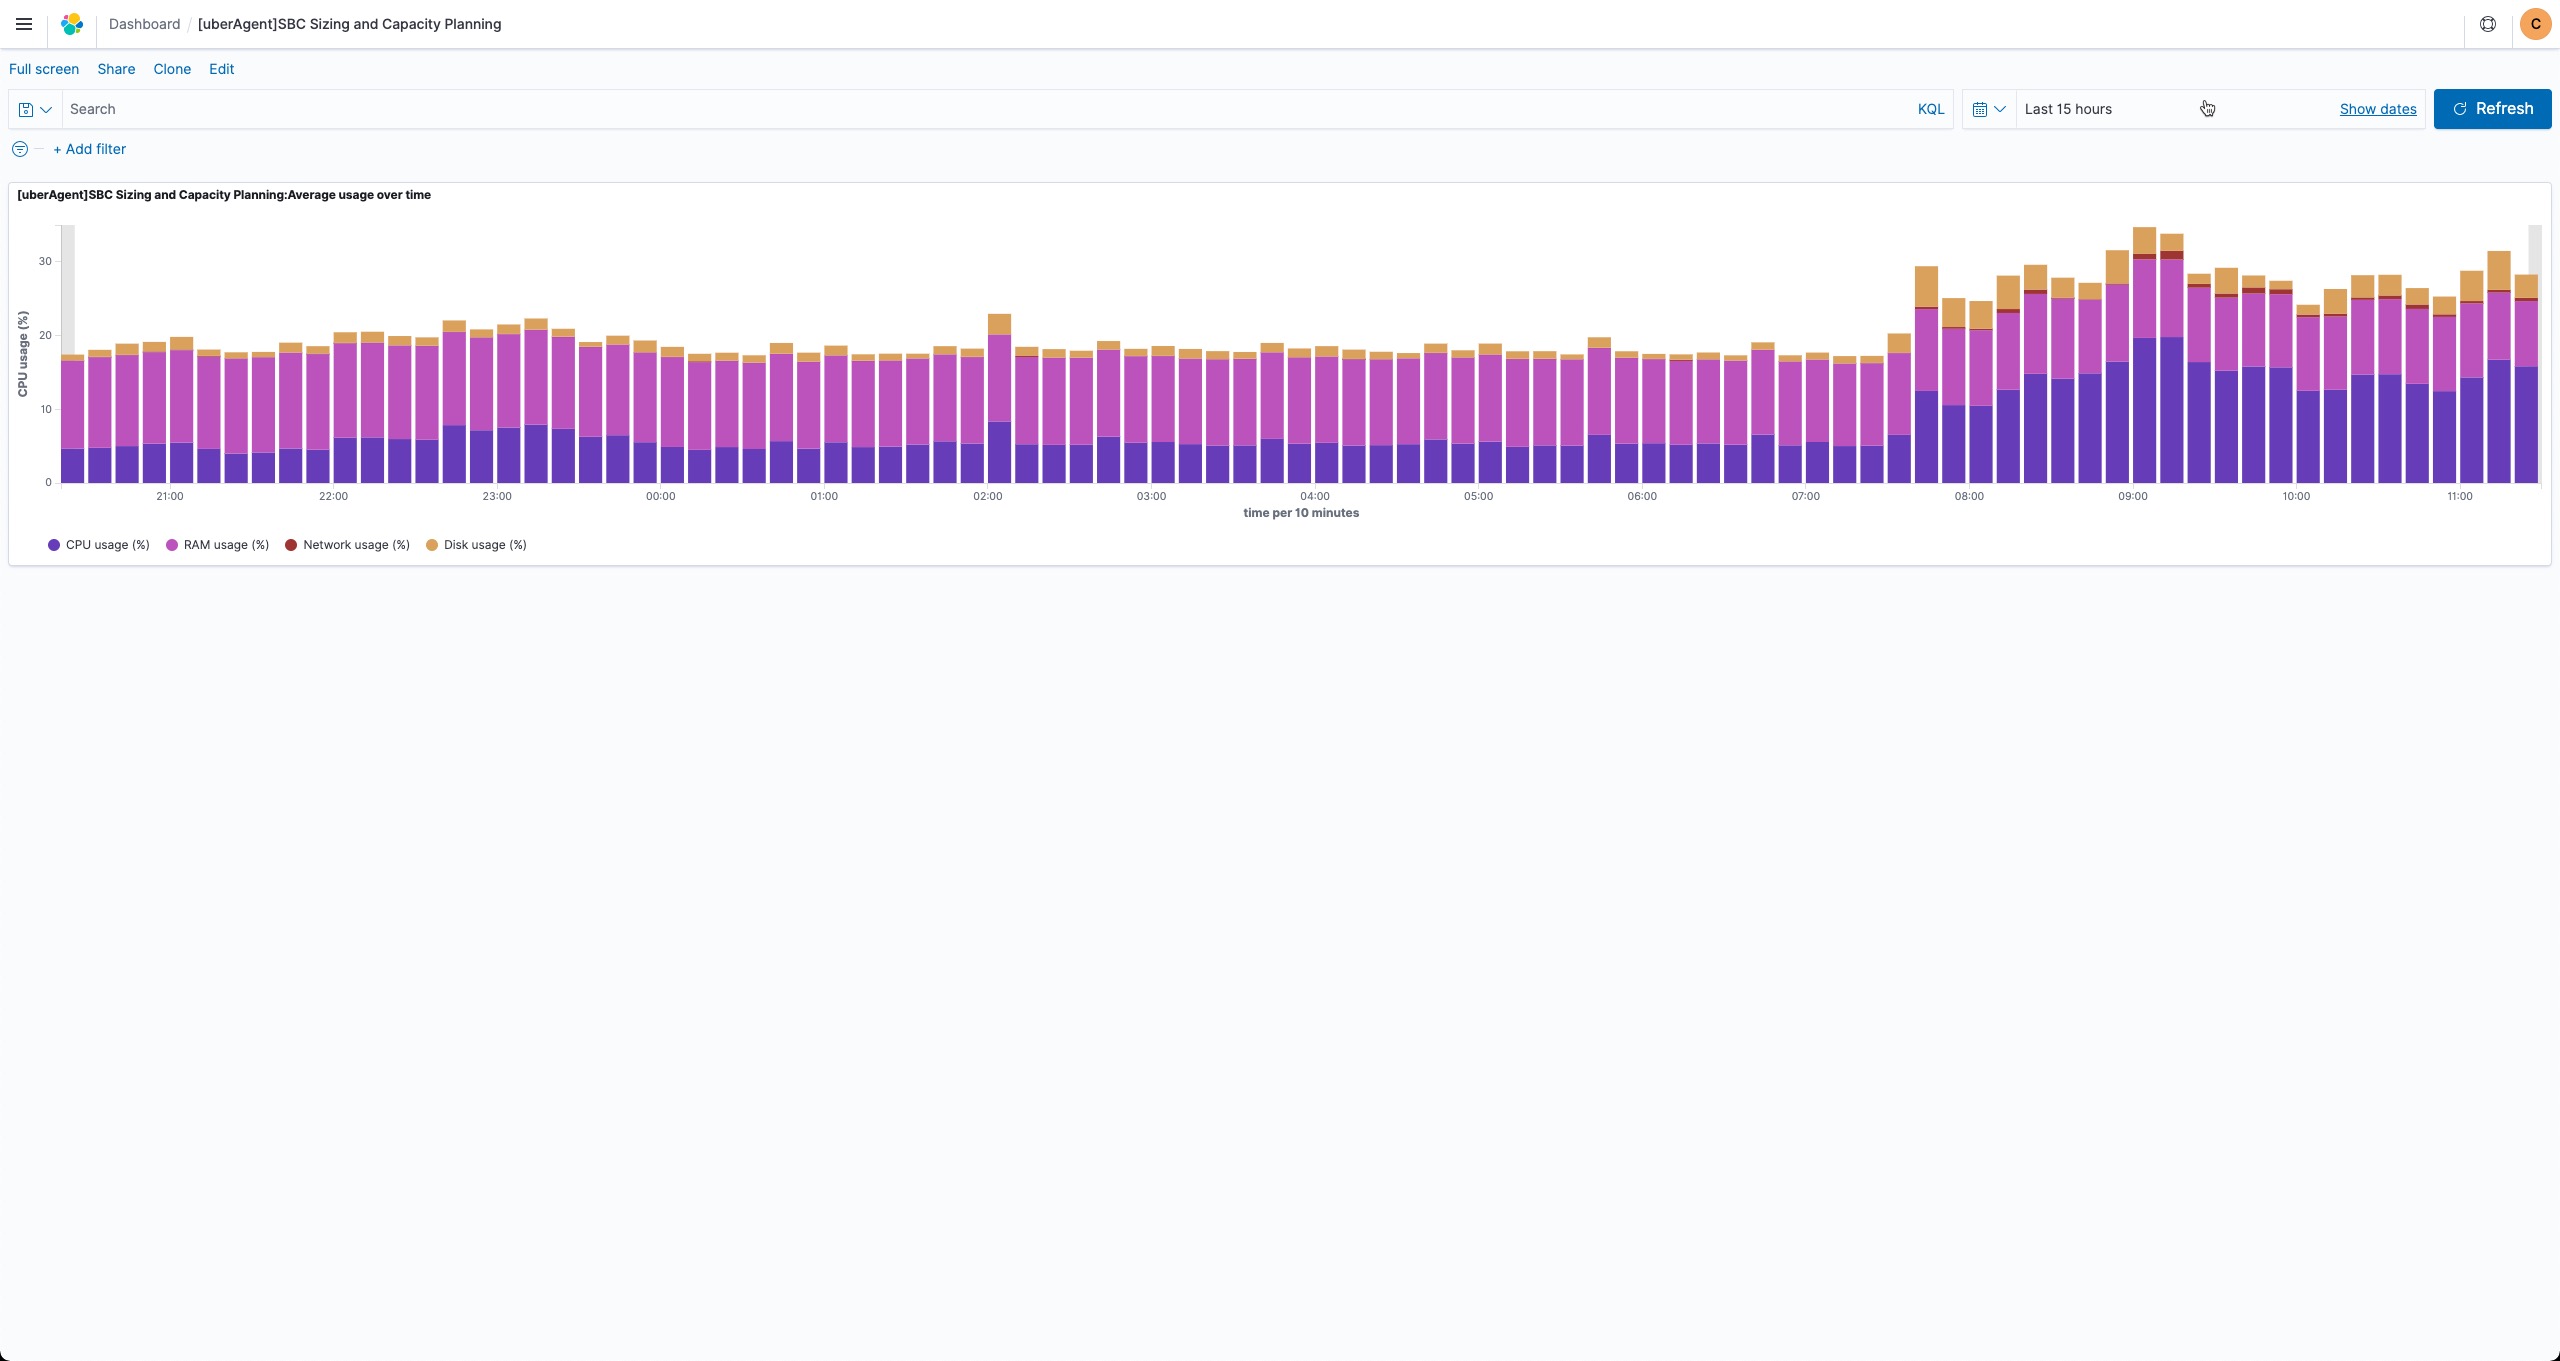 Dashboard / [uberAgent]SBC Sizing and Capacity Planning
C
Full screen Share Clone Edit
Search KQL Last 15 hours Show dates Refresh
+ Add filter
[uberAgent]SBC Sizing and Capacity Planning:Average usage over time
CPU usage (%)
30
20
10
0
21:00 22:00 23:00 00:00 01:00 02:00 03:00 04:00 05:00 06:00 07:00 08:00 09:00 10:00 11:00
time per 10 minutes
CPU usage (%) RAM usage (%) Network usage (%) Disk usage (%)